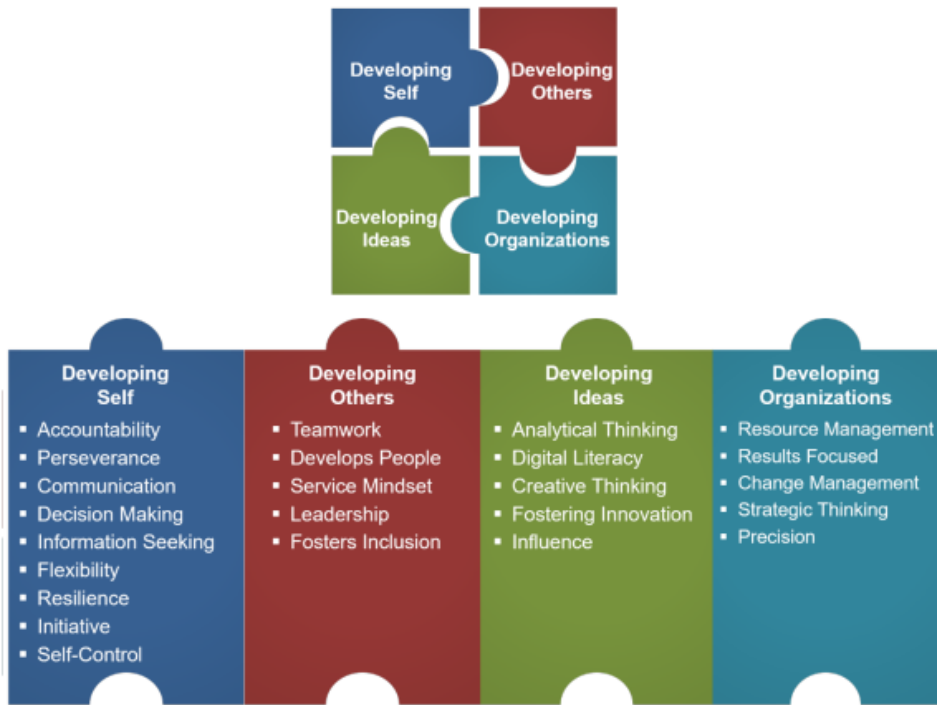 Developing
Self
Developing
Others
Developing
Ideas
Developing
Organizations
Developing
Self
Accountability
Perseverance
Communication
Decision Making
Information Seeking
Flexibility
Resilience
Initiative
Self-Control
Developing
Others
Teamwork
Develops People
Service Mindset
Leadership
Fosters Inclusion
Developing
Ideas
Analytical Thinking
Digital Literacy
Creative Thinking
Fostering Innovation
Influence
Developing
Organizations
Resource Management
Results Focused
Change Management
Strategic Thinking
Precision